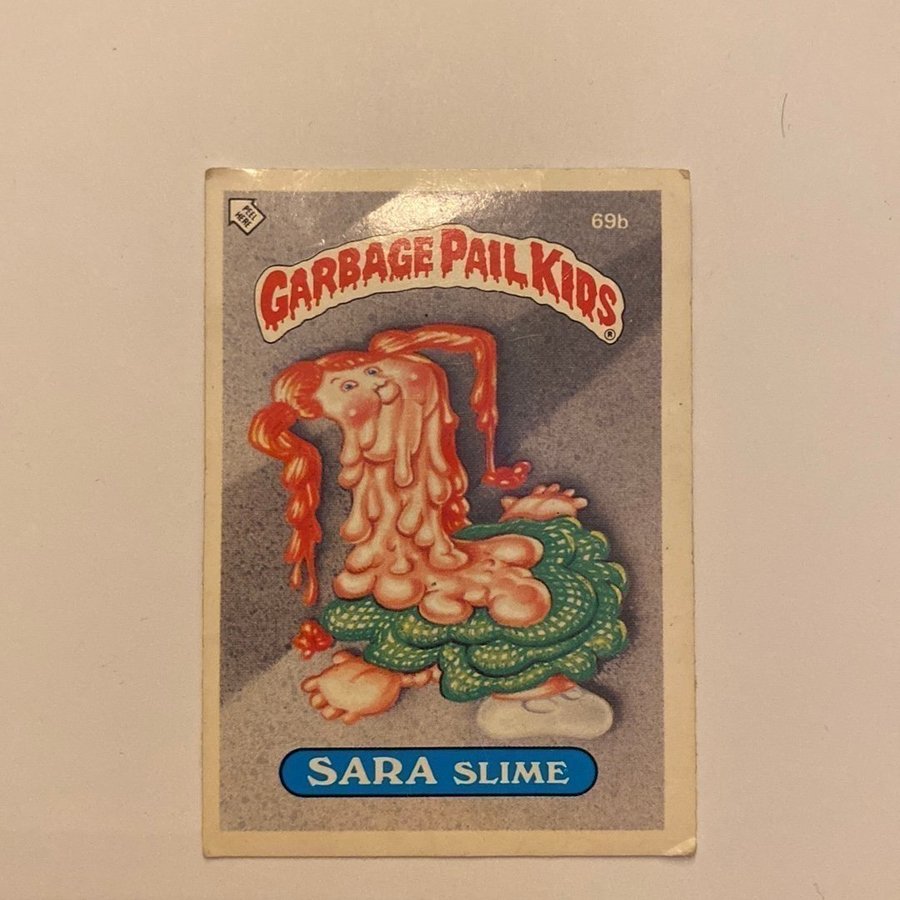 PEEL
HERE
69b
GARBAGE PAIL KIDS
®
SARA SLIME